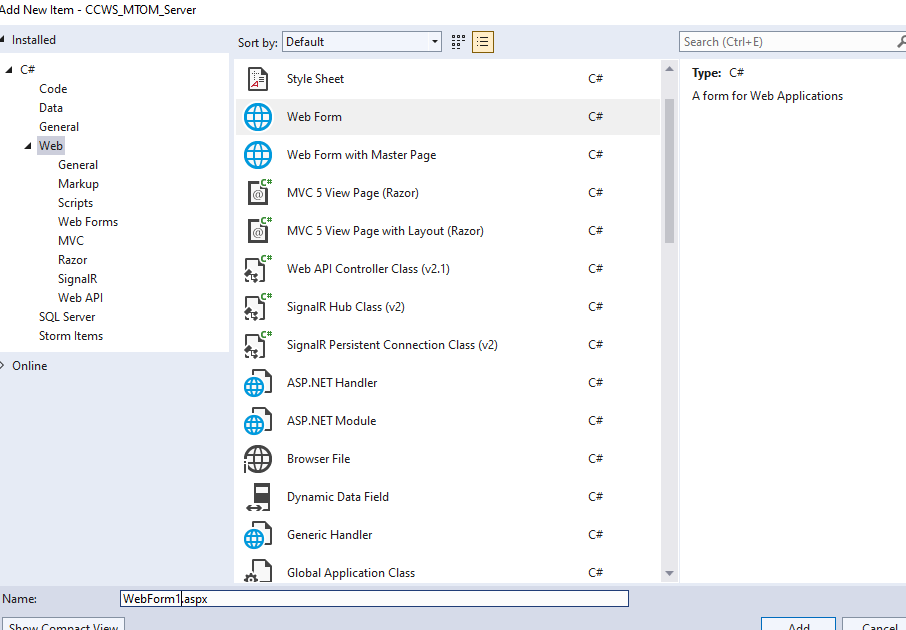 Add New Item - CCWS_MTOM_Server
Installed
Sort by: Default
Search (Ctrl+E)
C#
Code
Data
General
Web
General
Markup
Scripts
Web Forms
MVC
Razor
SignalR
Web API
SQL Server
Storm Items
Online
Style Sheet C#
Web Form C#
Web Form with Master Page C#
MVC 5 View Page (Razor) C#
MVC 5 View Page with Layout (Razor) C#
Web API Controller Class (v2.1) C#
SignalR Hub Class (v2) C#
SignalR Persistent Connection Class (v2) C#
ASP.NET Handler C#
ASP.NET Module C#
Browser File C#
Dynamic Data Field C#
Generic Handler C#
Global Application Class C#
Type: C#
A form for Web Applications
Name: WebForm1.aspx
Show Compact View
Add
Cancel